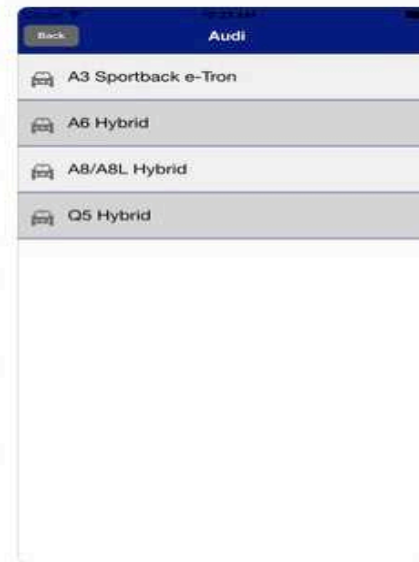 Back
Audi
A3 Sportback e-Tron
A6 Hybrid
A8/A8L Hybrid
Q5 Hybrid